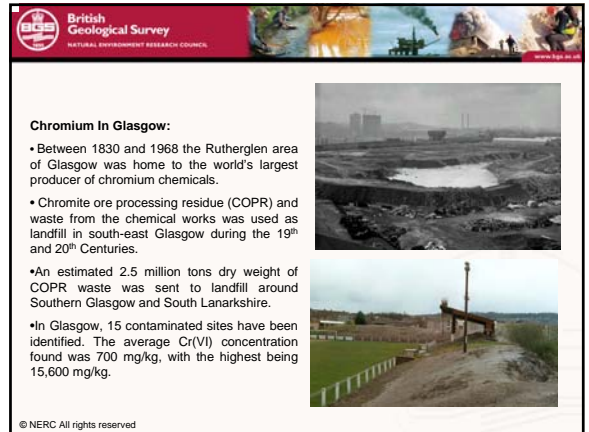 British
Geological Survey
NATURAL ENVIRONMENT RESEARCH COUNCIL
BGS
www.bgs.ac.uk
Chromium In Glasgow:
• Between 1830 and 1968 the Rutherglen area
of Glasgow was home to the world's largest
producer of chromium chemicals.
• Chromite ore processing residue (COPR) and
waste from the chemical works was used as
landfill in south-east Glasgow during the 19th
and 20th Centuries.
•An estimated 2.5 million tons dry weight of
COPR waste was sent to landfill around
Southern Glasgow and South Lanarkshire.
•In Glasgow, 15 contaminated sites have been
identified. The average Cr(VI) concentration
found was 700 mg/kg, with the highest being
15,600 mg/kg.
© NERC All rights reserved